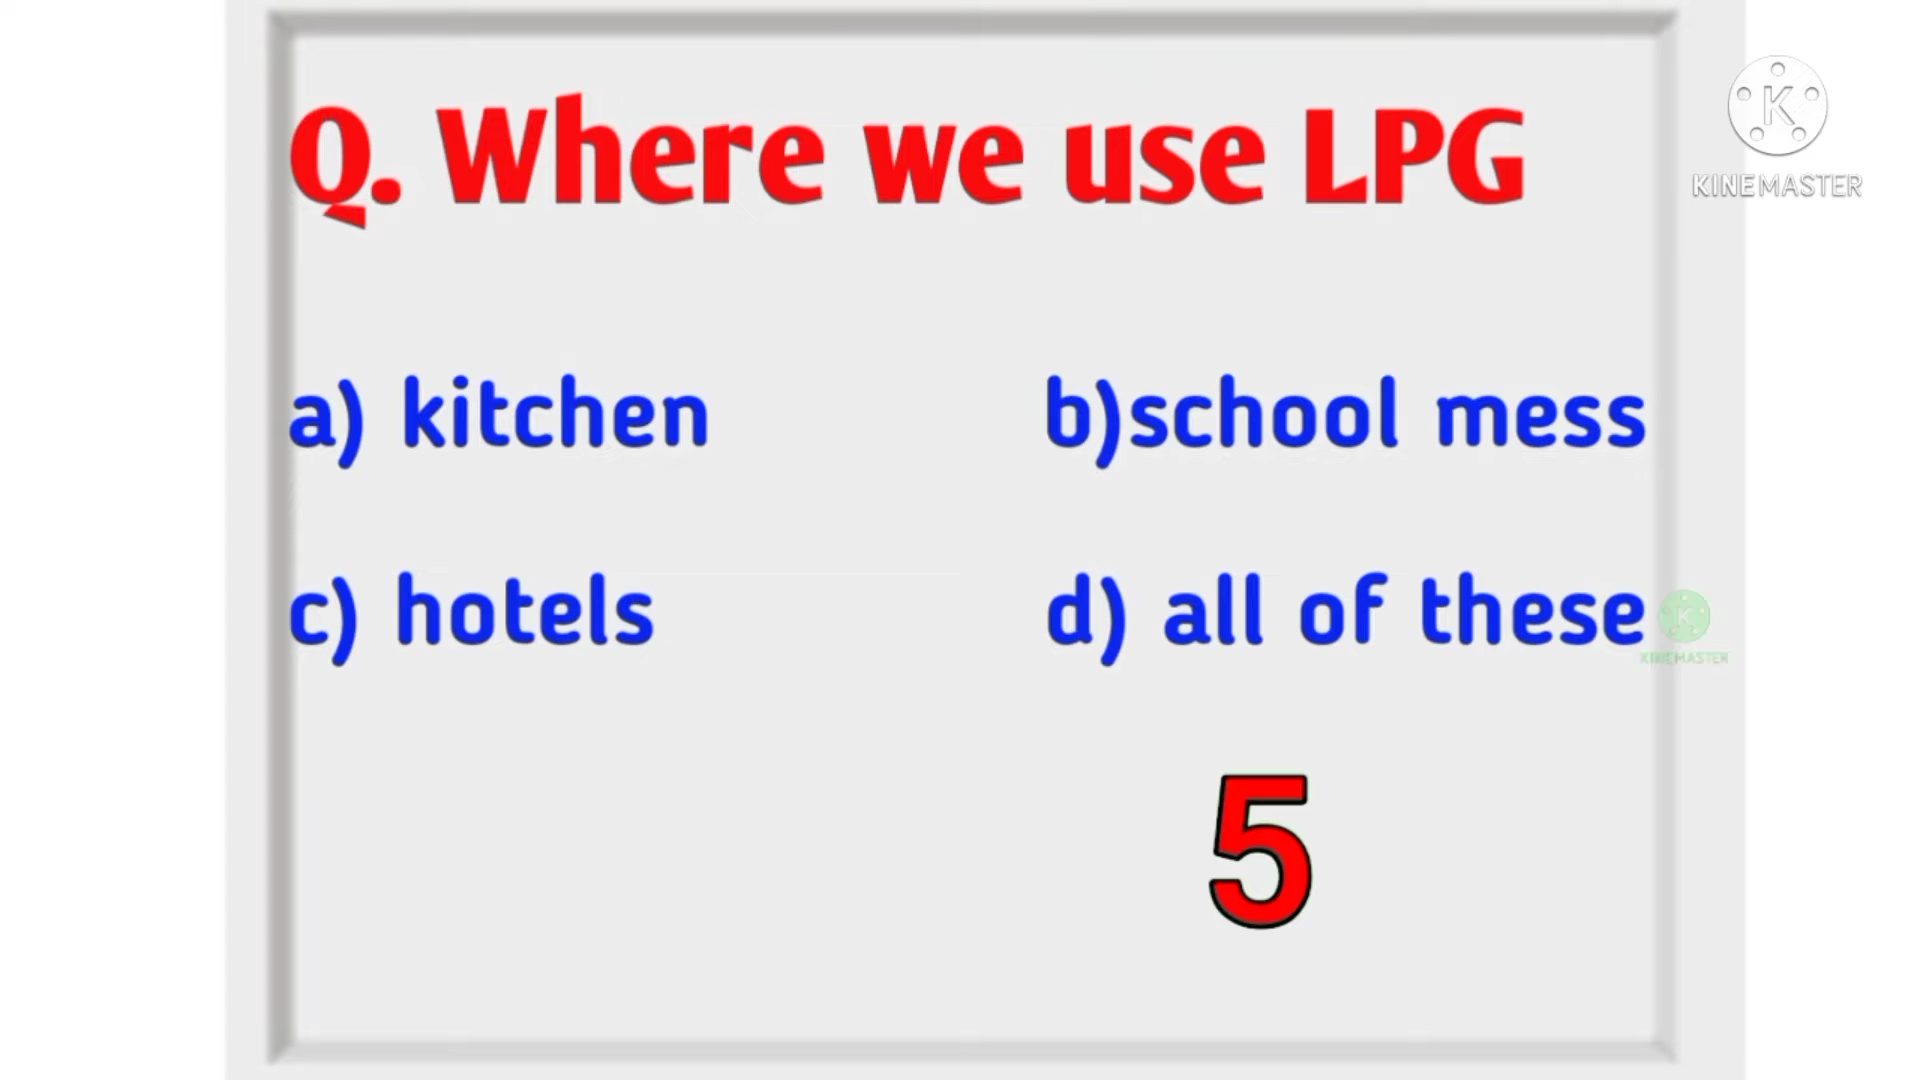 Q. Where we use LPG
a) kitchen
b)school mess
c) hotels
d) all of these
5
K
KINEMASTER
K
KINEMASTER